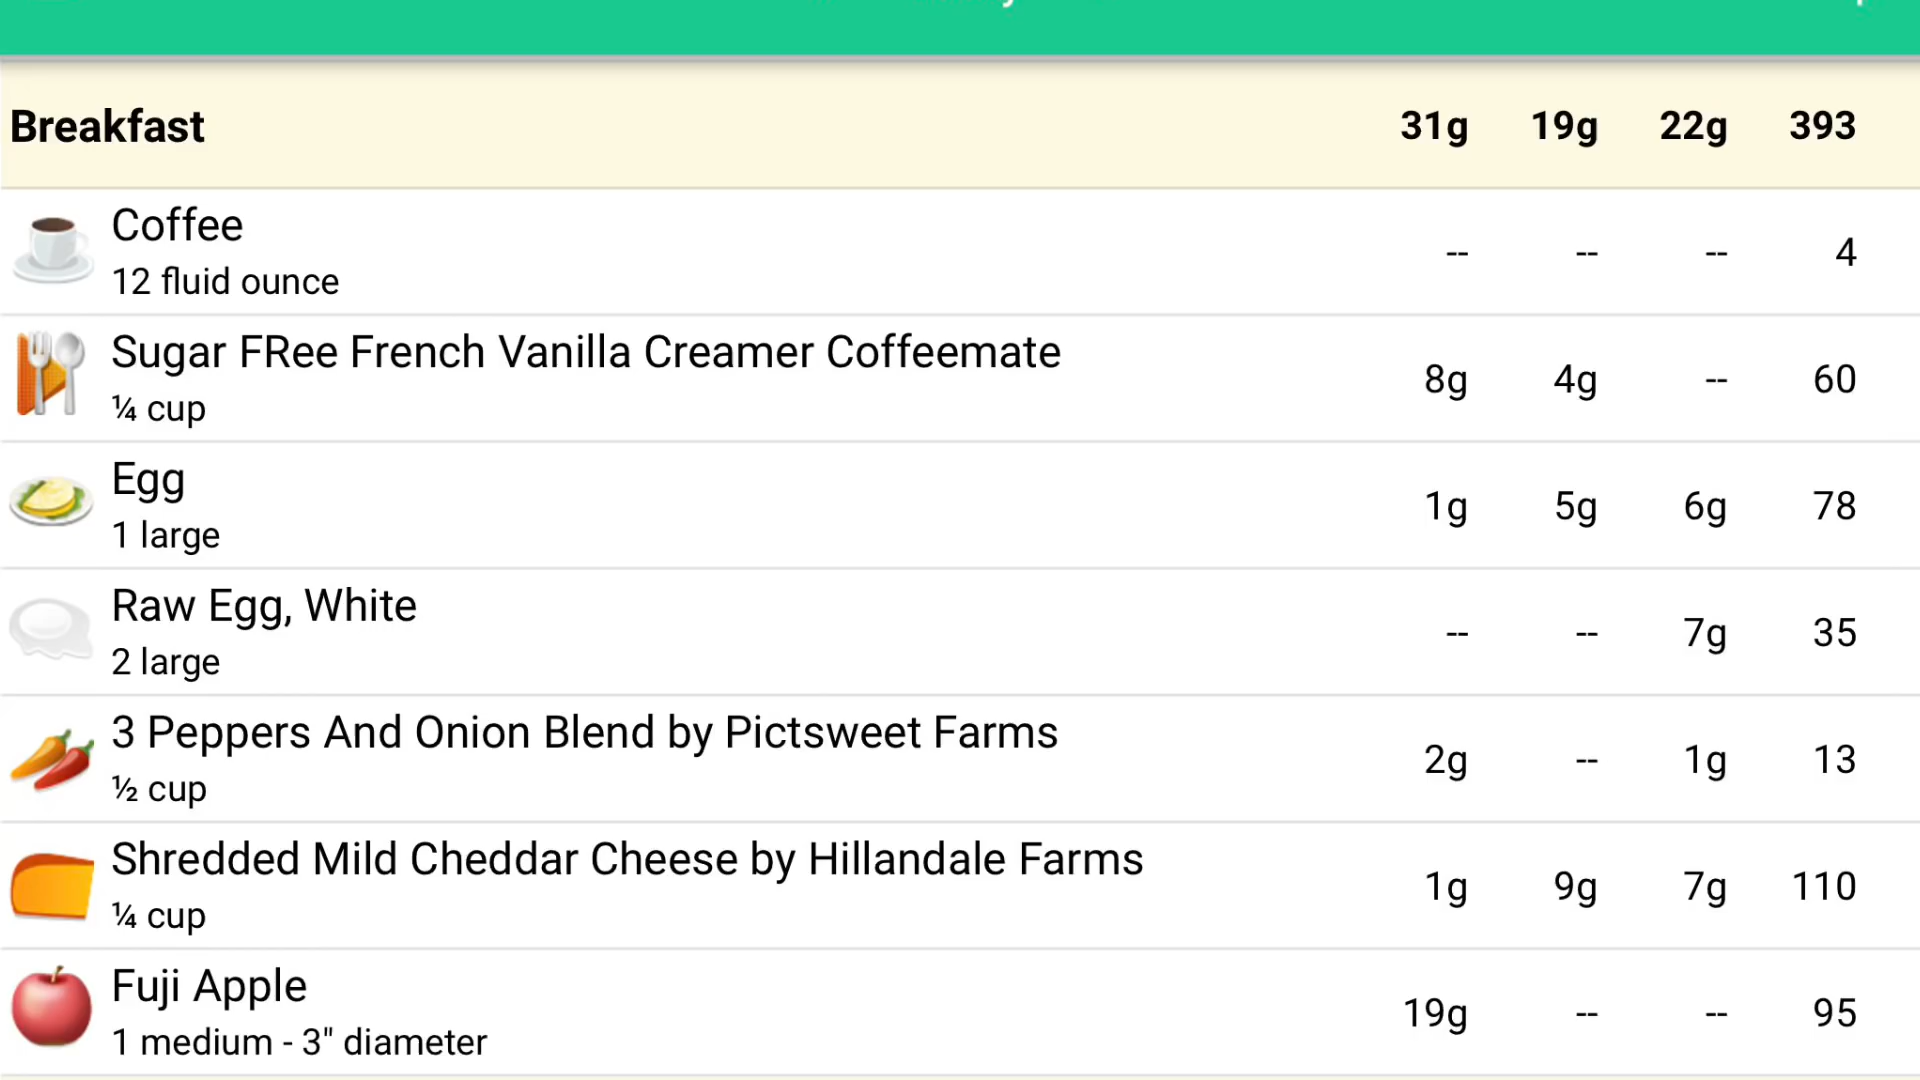 Breakfast 31g 19g 22g 393
Coffee
12 fluid ounce
-- -- -- 4
Sugar FRee French Vanilla Creamer Coffeemate
¼ cup
8g 4g -- 60
Egg
1 large
1g 5g 6g 78
Raw Egg, White
2 large
-- -- 7g 35
3 Peppers And Onion Blend by Pictsweet Farms
½ cup
2g -- 1g 13
Shredded Mild Cheddar Cheese by Hillandale Farms
¼ cup
1g 9g 7g 110
Fuji Apple
1 medium - 3" diameter
19g -- -- 95